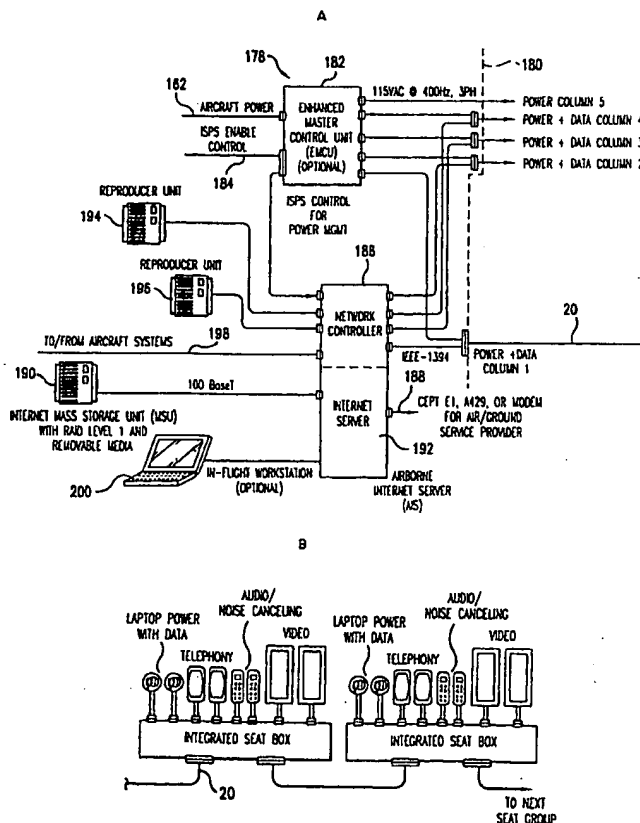 A
178
182
180
162
AIRCRAFT POWER
ENHANCED
MASTER
CONTROL UNIT
(EMCU)
(OPTIONAL)
115VAC @ 400Hz, 3PH
POWER COLUMN 5
POWER + DATA COLUMN 4
POWER + DATA COLUMN 3
POWER + DATA COLUMN 2
ISPS ENABLE
CONTROL
184
ISPS CONTROL
FOR
POWER MGMT
REPRODUCER UNIT
194
REPRODUCER UNIT
196
188
NETWORK
CONTROLLER
20
TO/FROM AIRCRAFT SYSTEMS
198
IEEE-1394
POWER +DATA
COLUMN 1
190
100 BaseT
INTERNET
SERVER
188
CEPT E1, A429, OR MODEM
FOR AIR/GROUND
SERVICE PROVIDER
INTERNET MASS STORAGE UNIT (MSU)
WITH RAID LEVEL 1 AND
REMOVABLE MEDIA
192
200
IN-FLIGHT WORKSTATION
(OPTIONAL)
AIRBORNE
INTERNET SERVER
(AIS)
B
LAPTOP POWER
WITH DATA
TELEPHONY
AUDIO/
NOISE CANCELING
VIDEO
LAPTOP POWER
WITH DATA
TELEPHONY
AUDIO/
NOISE CANCELING
VIDEO
INTEGRATED SEAT BOX
INTEGRATED SEAT BOX
20
TO NEXT
SEAT GROUP